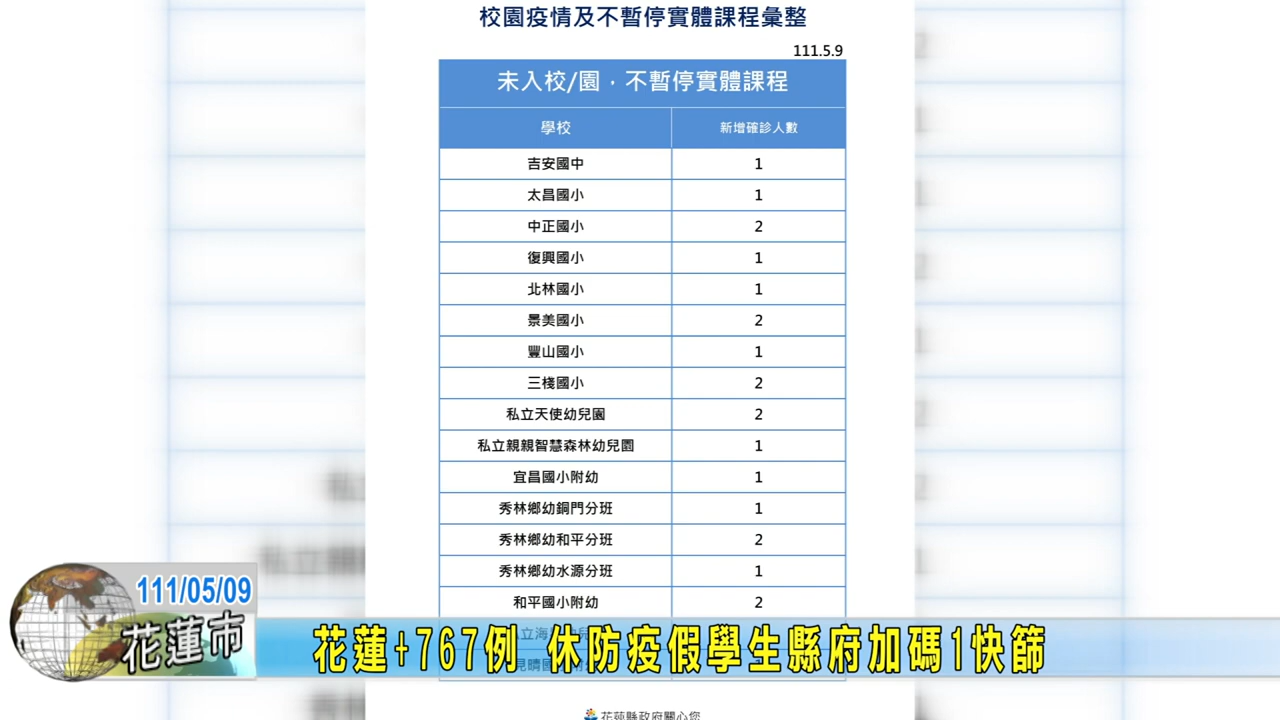 校園疫情及不暫停實體課程彙整
111.5.9
未入校/園，不暫停實體課程
學校 新增確診人數
吉安國中 1
太昌國小 1
中正國小 2
復興國小 1
北林國小 1
景美國小 2
豐山國小 1
三棧國小 2
私立天使幼兒園 2
私立親親智慧森林幼兒園 1
宜昌國小附幼 1
秀林鄉幼銅門分班 1
秀林鄉幼和平分班 2
秀林鄉幼水源分班 1
和平國小附幼 2
111/05/09
花蓮市
花蓮+767例 休防疫假學生縣府加碼1快篩
花蓮縣政府關心您